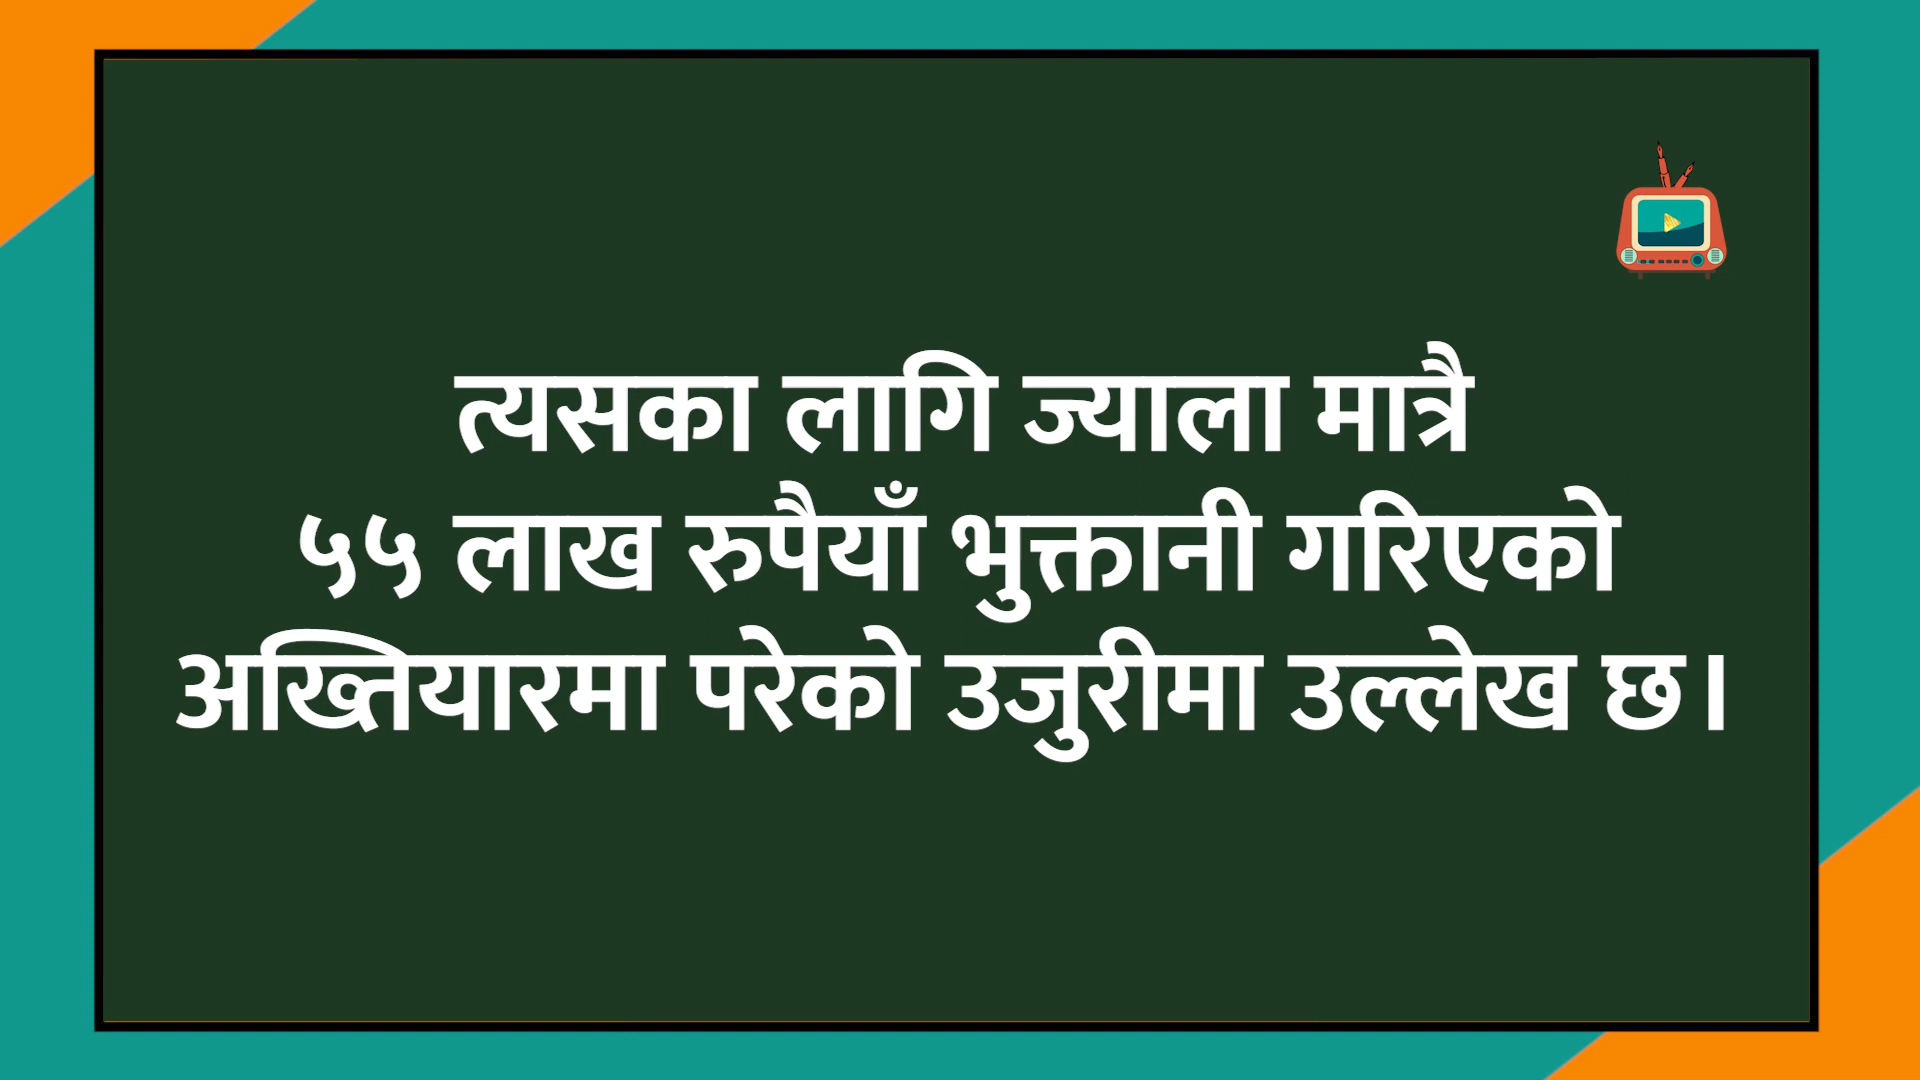 त्यसका लागि ज्याला मात्रै
५५ लाख रुपैयाँ भुक्तानी गरिएको
अख्तियारमा परेको उजुरीमा उल्लेख छ।